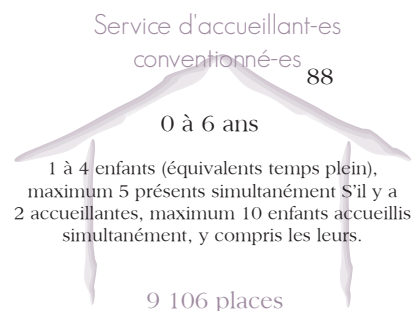 Service d'accueillant-es
conventionné-es
88
0 à 6 ans
1 à 4 enfants (équivalents temps plein),
maximum 5 présents simultanément S'il y a
2 accueillantes, maximum 10 enfants accueillis
simultanément, y compris les leurs.
9 106 places